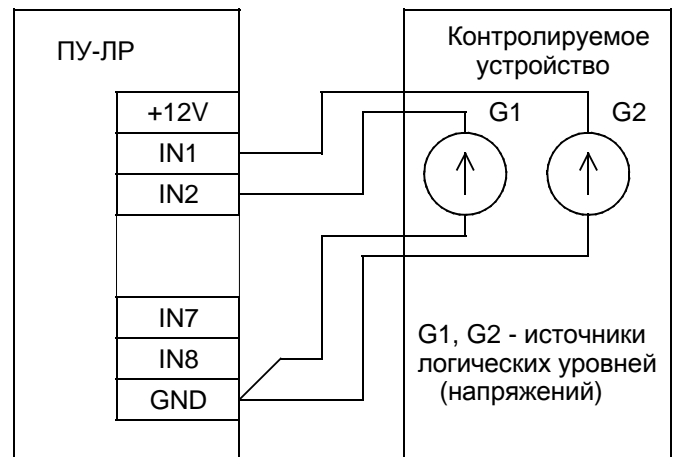 ПУ-ЛР
Контролируемое
устройство
+12V
IN1
IN2
IN7
IN8
GND
G1
G2
G1, G2 - источники
логических уровней
(напряжений)